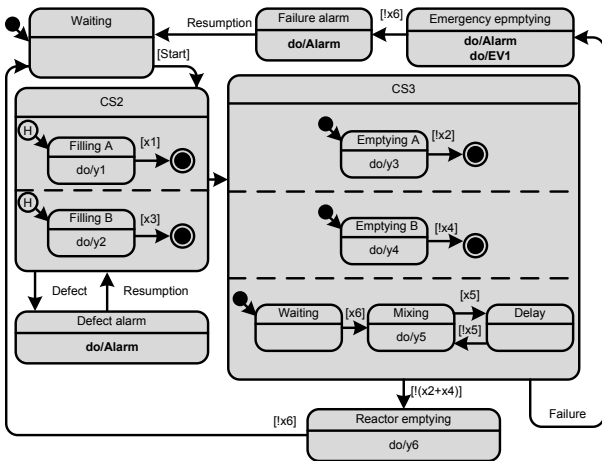 Waiting
Resumption
Failure alarm
do/Alarm
[!x6]
Emergency epmptying
do/Alarm
do/EV1
[Start]
CS2
H
Filling A
do/y1
[x1]
H
Filling B
do/y2
[x3]
Defect
Resumption
Defect alarm
do/Alarm
CS3
Emptying A
do/y3
[!x2]
Emptying B
do/y4
[!x4]
Waiting
[x6]
Mixing
do/y5
[x5]
[!x5]
Delay
[!(x2+x4)]
Failure
[!x6]
Reactor emptying
do/y6